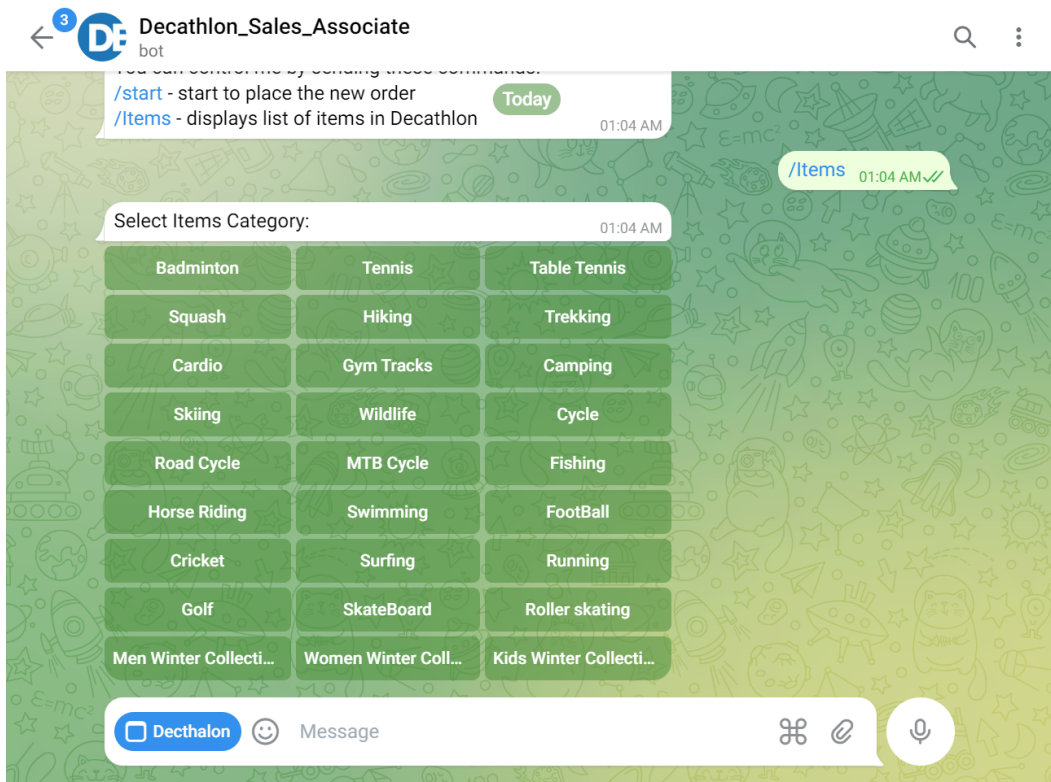 3
DE
Decathlon_Sales_Associate
bot
You can control me by sending these commands:
/start - start to place the new order
Today
/Items - displays list of items in Decathlon
01:04 AM
/Items 01:04 AM
Select Items Category:
01:04 AM
Badminton Tennis Table Tennis
Squash Hiking Trekking
Cardio Gym Tracks Camping
Skiing Wildlife Cycle
Road Cycle MTB Cycle Fishing
Horse Riding Swimming FootBall
Cricket Surfing Running
Golf SkateBoard Roller skating
Men Winter Collecti... Women Winter Coll... Kids Winter Collecti...
Decthalon Message